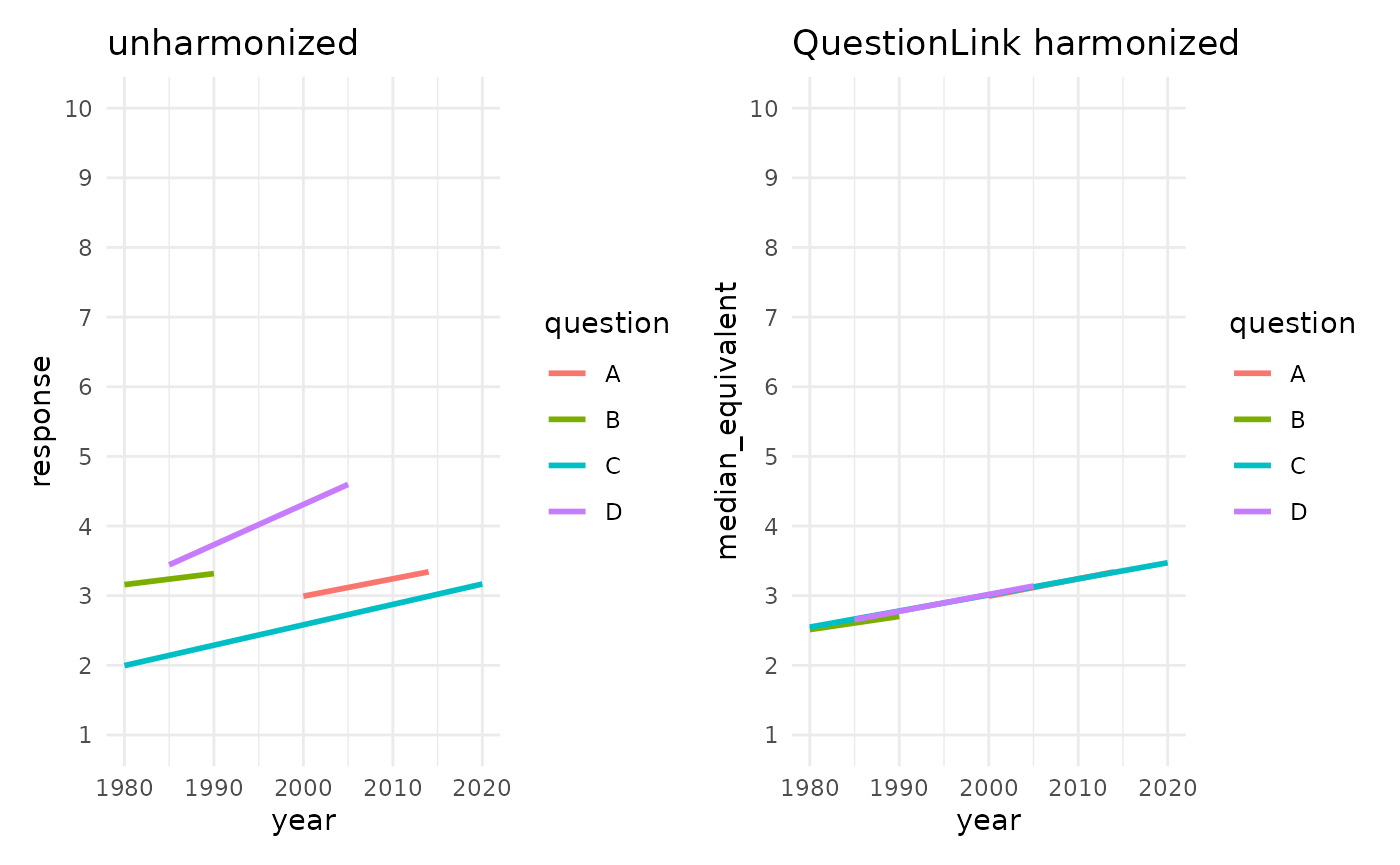 unharmonized
10
9
8
7
6
5
4
3
2
1
response
1980 1990 2000 2010 2020
year
question
A
B
C
D
QuestionLink harmonized
10
9
8
7
6
5
4
3
2
1
median_equivalent
1980 1990 2000 2010 2020
year
question
A
B
C
D